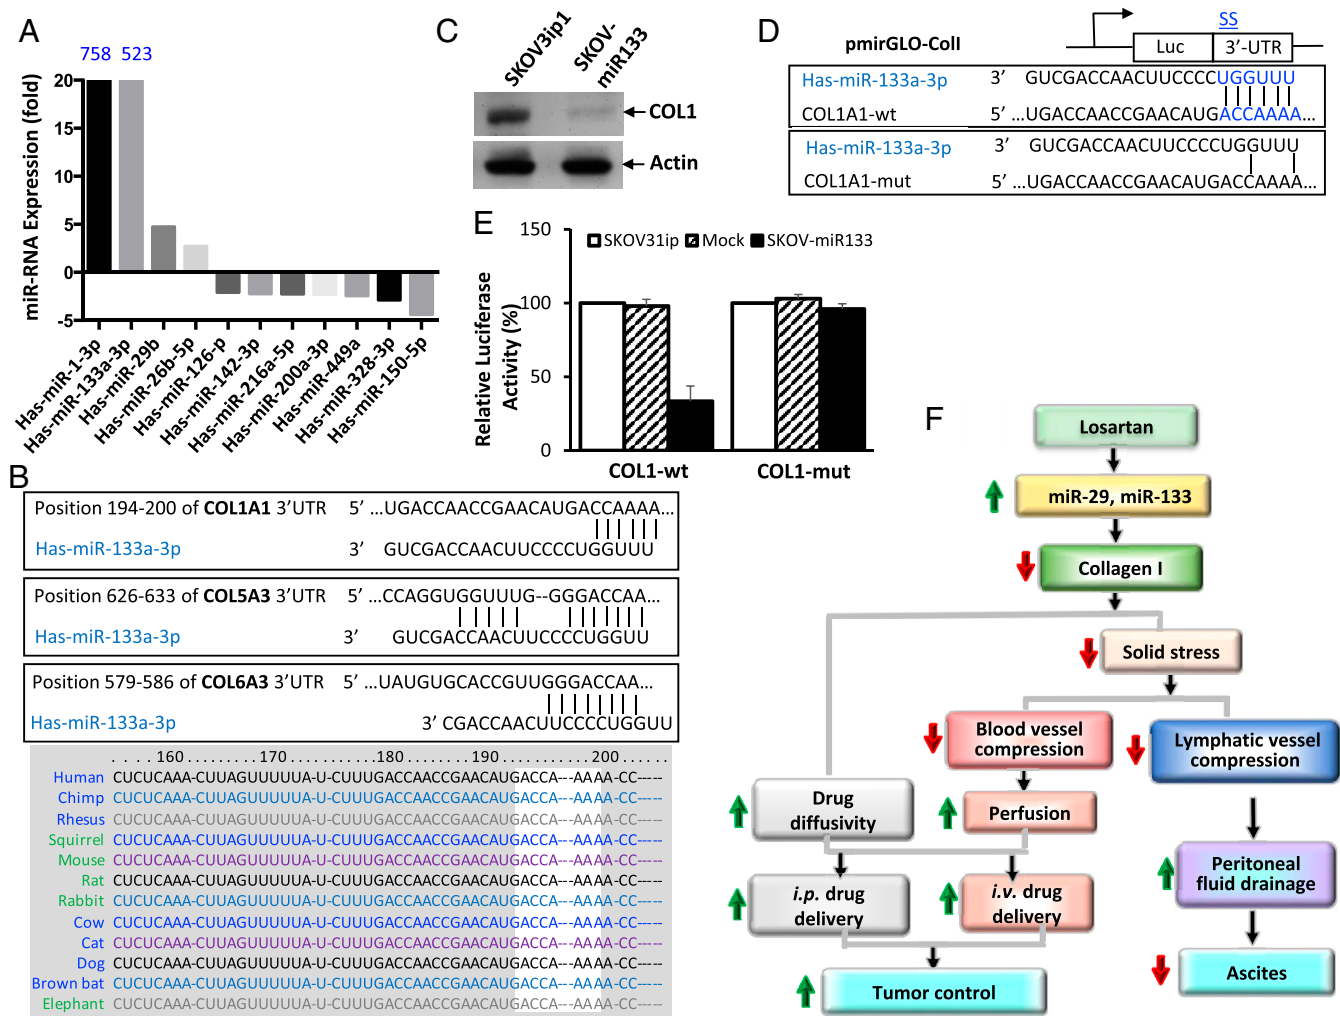 A
758 523
miR-RNA Expression (fold)
20
15
10
5
0
-5
Has-miR-1-3p
Has-miR-133a-3p
Has-miR-29b
Has-miR-26b-5p
Has-miR-126-p
Has-miR-142-3p
Has-miR-216a-5p
Has-miR-200a-3p
Has-miR-449a
Has-miR-328-3p
Has-miR-150-5p
B
Position 194-200 of COL1A1 3’UTR 5’ ...UGACCAACCGAACAUGACCAAAA...
Has-miR-133a-3p 3’ GUCGACCAACUUCCCCUGGUUU
Position 626-633 of COL5A3 3’UTR 5’ ...CCAGGUGGUUUG--GGGACCAA...
Has-miR-133a-3p 3’ GUCGACCAACUUCCCCUGGUU
Position 579-586 of COL6A3 3’UTR 5’ ...UAUGUGCACCGUUGGGACCAA...
Has-miR-133a-3p 3’ CGACCAACUUCCCCUGGUU
. . . . 160 . . . . . . . 170 . . . . . . . . 180 . . . . . . 190 . . . . . . . 200 . . . . . .
Human CUCUCAAA-CUUAGUUUUUA-U-CUUUGACCAACCGAACAUGACCA---AAAA-CC-----
Chimp CUCUCAAA-CUUAGUUUUUA-U-CUUUGACCAACCGAACAUGACCA---AAAA-CC-----
Rhesus CUCUCAAA-CUUAGUUUUUA-U-CUUUGACCAACCGAACAUGACCA---AAAA-CC-----
Squirrel CUCUCAAA-CUUAGUUUUUA-U-CUUUGACCAACCGAACAUGACCA---AAAA-CC-----
Mouse CUCUCAAA-CUUAGUUUUUA-U-CUUUGACCAACCGAACAUGACCA---AAAA-CC-----
Rat CUCUCAAA-CUUAGUUUUUA-U-CUUUGACCAACCGAACAUGACCA---AAAA-CC-----
Rabbit CUCUCAAA-CUUAGUUUUUA-U-CUUUGACCAACCGAACAUGACCA---AAAA-CC-----
Cow CUCUCAAA-CUUAGUUUUUA-U-CUUUGACCAACCGAACAUGACCA---AAAA-CC-----
Cat CUCUCAAA-CUUAGUUUUUA-U-CUUUGACCAACCGAACAUGACCA---AAAA-CC-----
Dog CUCUCAAA-CUUAGUUUUUA-U-CUUUGACCAACCGAACAUGACCA---AAAA-CC-----
Brown bat CUCUCAAA-CUUAGUUUUUA-U-CUUUGACCAACCGAACAUGACCA---AAAA-CC-----
Elephant CUCUCAAA-CUUAGUUUUUA-U-CUUUGACCAACCGAACAUGACCA---AAAA-CC-----
C
SKOV3ip1
SKOV-
miR133
COL1
Actin
D
pmirGLO-ColI
SS
Luc 3’-UTR
Has-miR-133a-3p 3’ GUCGACCAACUUCCCCUGGUUU
COL1A1-wt 5’ ...UGACCAACCGAACAUGACCAAAA...
Has-miR-133a-3p 3’ GUCGACCAACUUCCCCUGGUUU
COL1A1-mut 5’ ...UGACCAACCGAACAUGACCAAAA...
E
Relative Luciferase
Activity (%)
150
100
50
0
SKOV31ip Mock SKOV-miR133
COL1-wt COL1-mut
F
Losartan
miR-29, miR-133
Collagen I
Solid stress
Blood vessel
compression
Lymphatic vessel
compression
Drug
diffusivity
Perfusion
Peritoneal
fluid drainage
i.p. drug
delivery
i.v. drug
delivery
Tumor control
Ascites